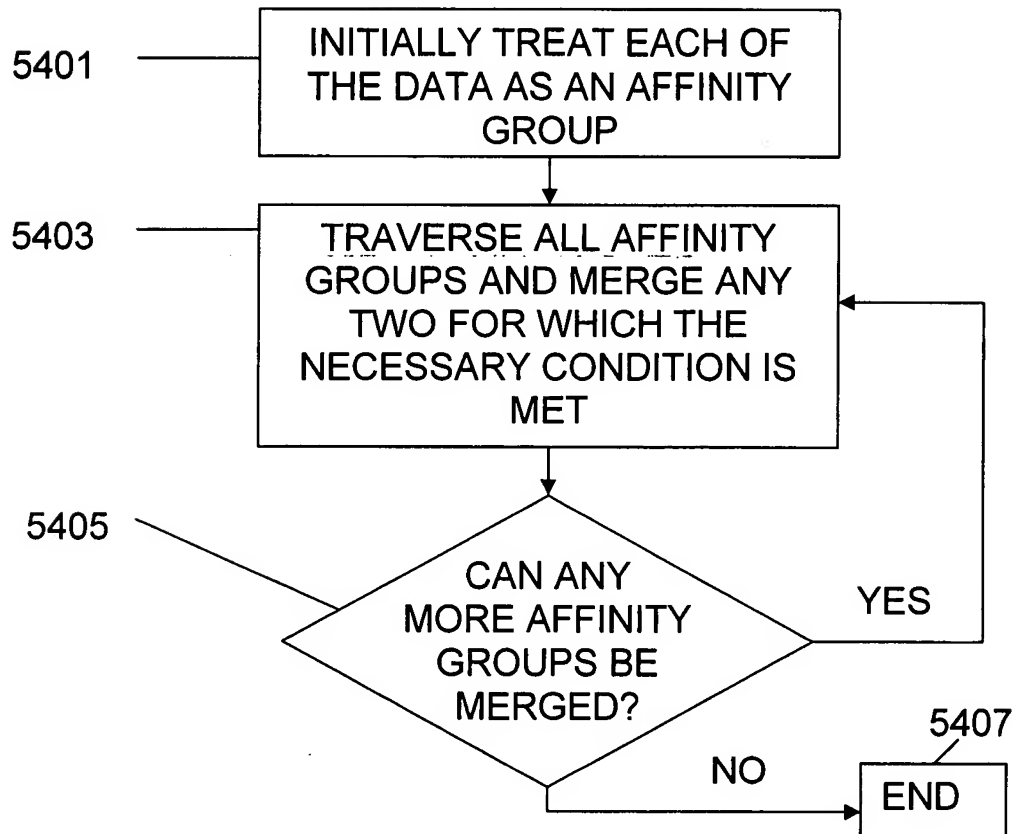 5401
INITIALLY TREAT EACH OF
THE DATA AS AN AFFINITY
GROUP
5403
TRAVERSE ALL AFFINITY
GROUPS AND MERGE ANY
TWO FOR WHICH THE
NECESSARY CONDITION IS
MET
5405
CAN ANY
MORE AFFINITY
GROUPS BE
MERGED?
YES
NO
5407
END